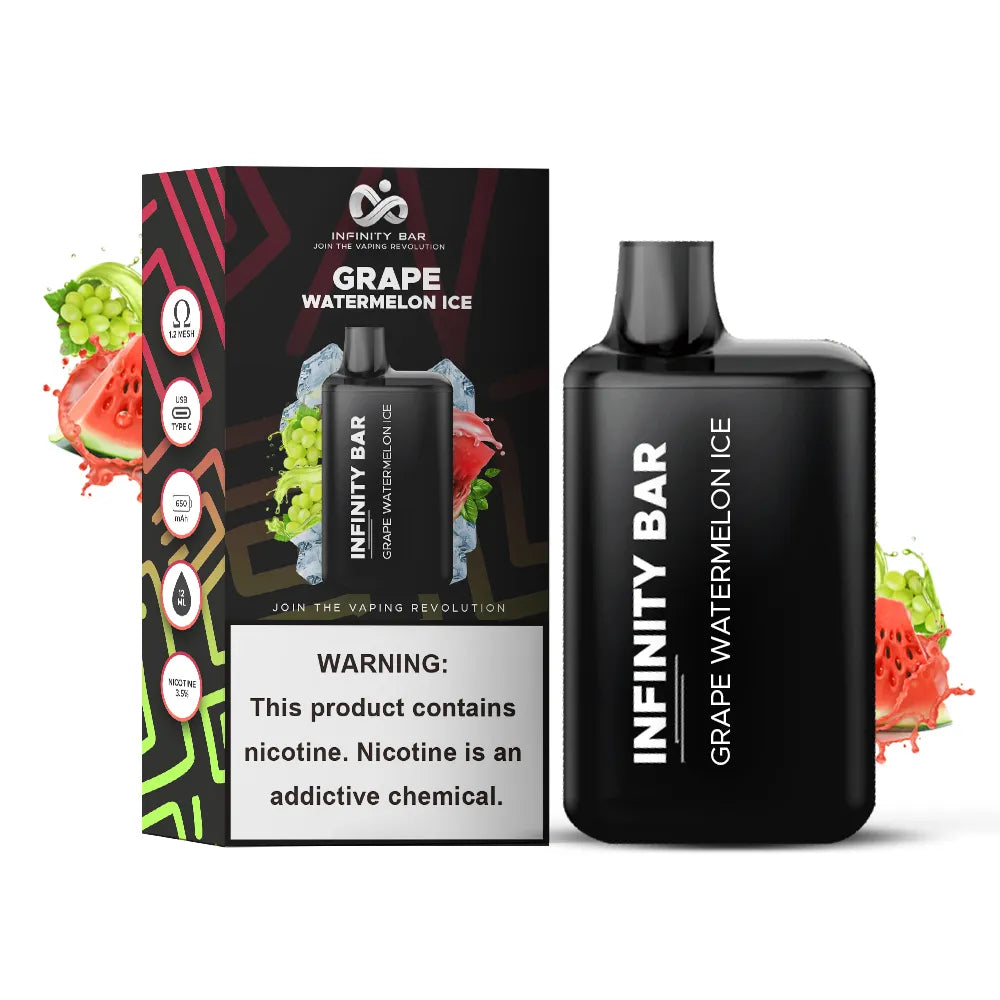 INFINITY BAR
JOIN THE VAPING REVOLUTION
GRAPE
WATERMELON ICE
INFINITY BAR
GRAPE WATERMELON ICE
JOIN THE VAPING REVOLUTION
WARNING:
This product contains
nicotine. Nicotine is an
addictive chemical.
Ω
1.2 MESH
USB
TYPE C
650
mAh
12
ML
NICOTINE
3.5%
INFINITY BAR
GRAPE WATERMELON ICE